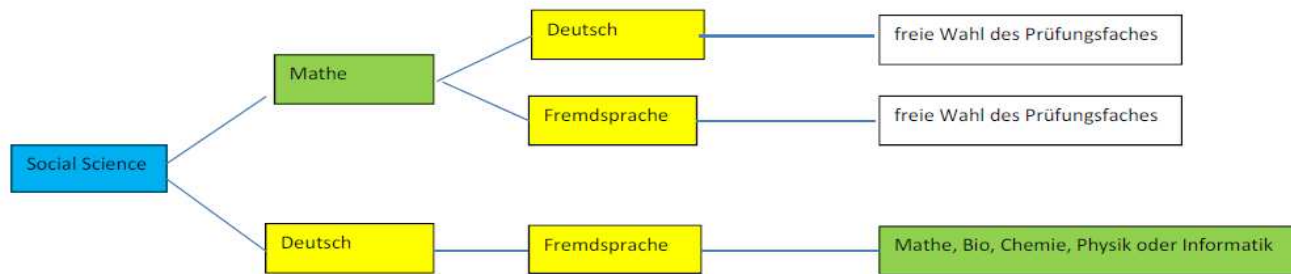 Deutsch
freie Wahl des Prüfungsfaches
Mathe
Fremdsprache
freie Wahl des Prüfungsfaches
Social Science
Deutsch
Fremdsprache
Mathe, Bio, Chemie, Physik oder Informatik